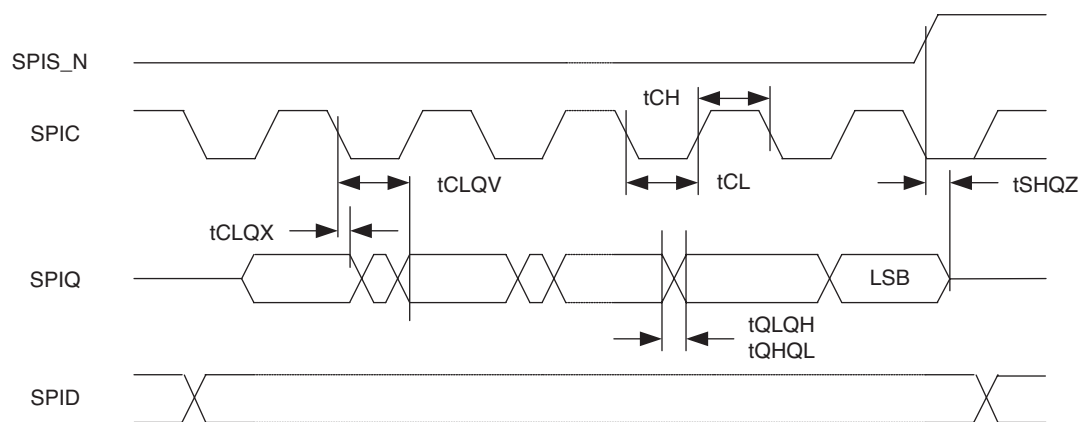 SPIS_N
tCH
SPIC
tCLQV
tCL
tSHQZ
tCLQX
SPIQ
LSB
tQLQH
tQHQL
SPID